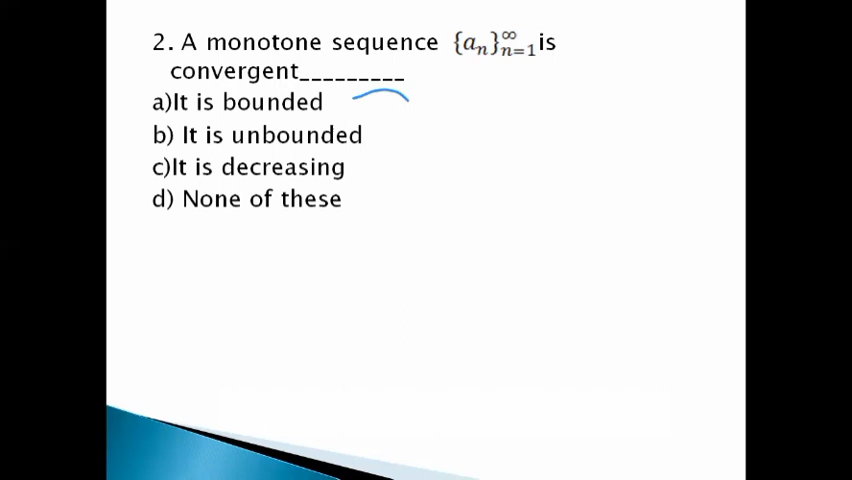 2. A monotone sequence {aₙ}∞ₙ₌₁ is
convergent_________
a)It is bounded
b) It is unbounded
c)It is decreasing
d) None of these